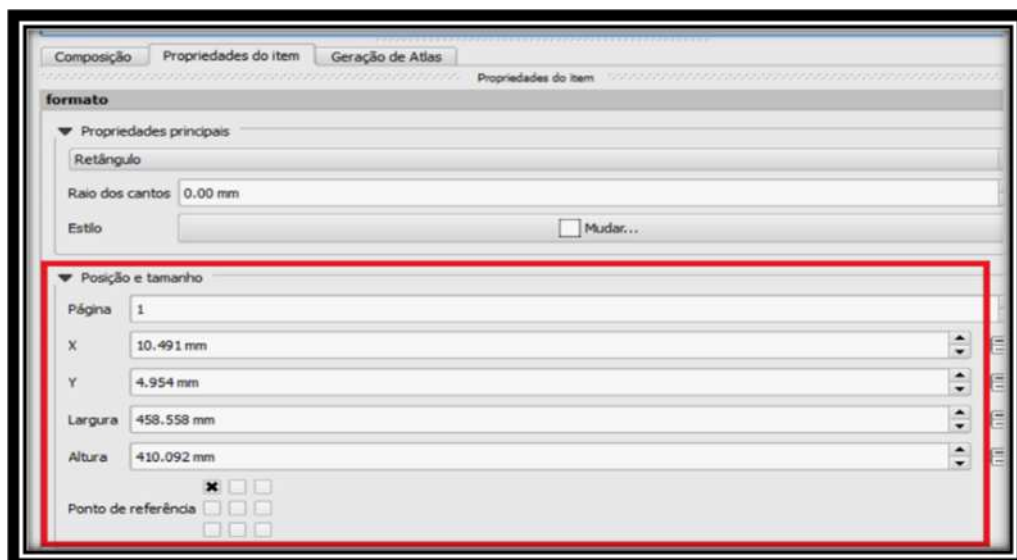 Composição Propriedades do item Geração de Atlas
Propriedades do item
formato
Propriedades principais
Retângulo
Raio dos cantos 0.00 mm
Estilo Mudar...
Posição e tamanho
Página 1
X 10.491 mm
Y 4.954 mm
Largura 458.558 mm
Altura 410.092 mm
Ponto de referência